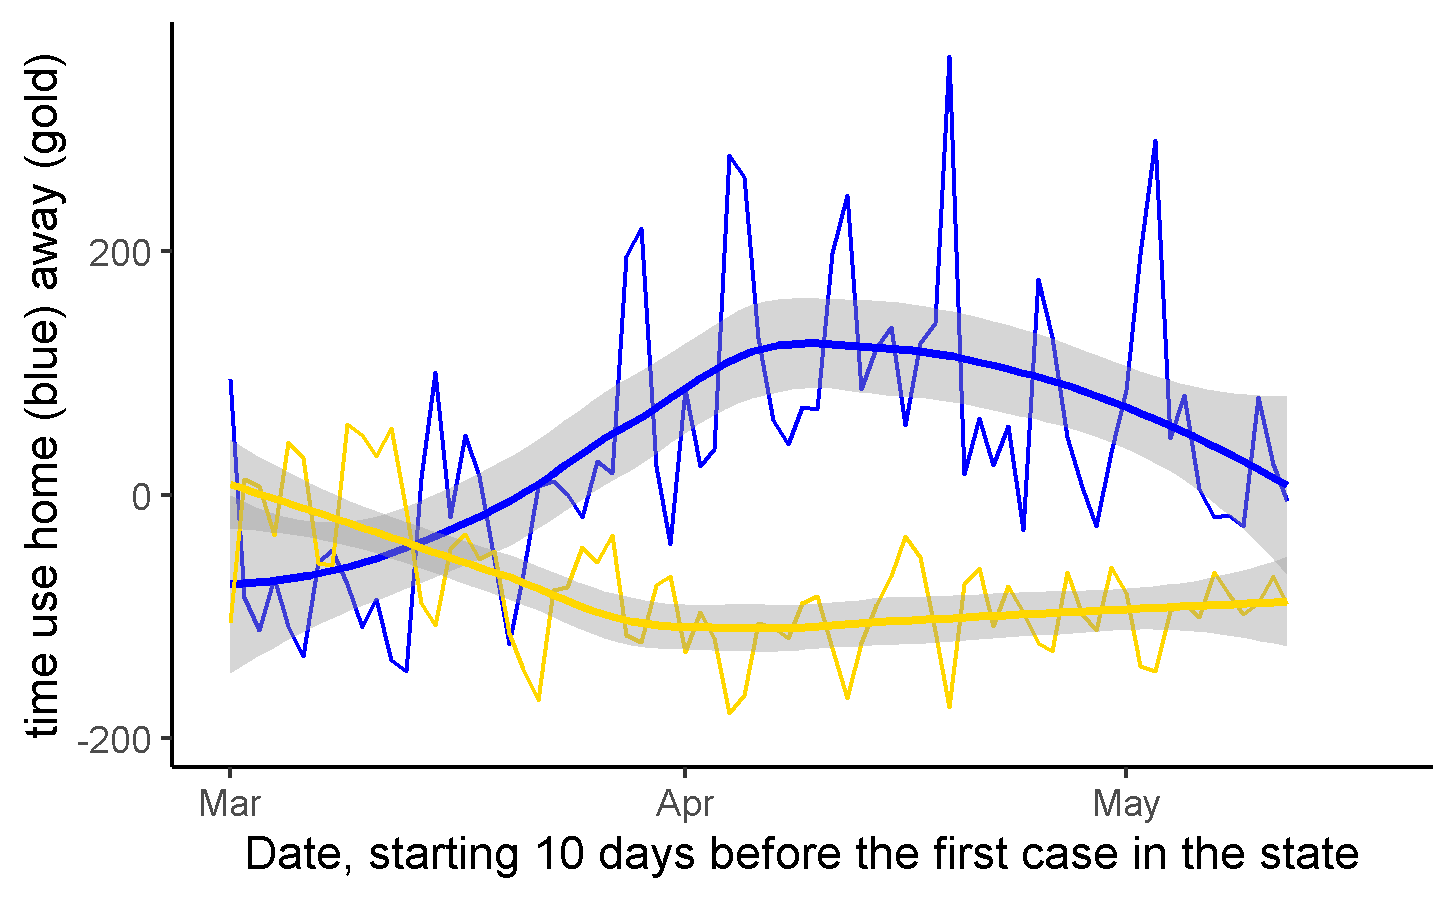 time use home (blue) away (gold)
200
0
-200
Mar
Apr
May
Date, starting 10 days before the first case in the state